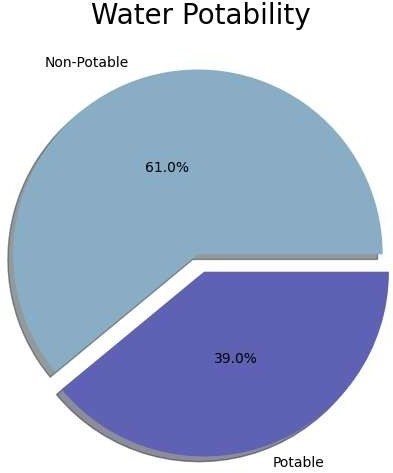 Water Potability
Non-Potable
61.0%
39.0%
Potable